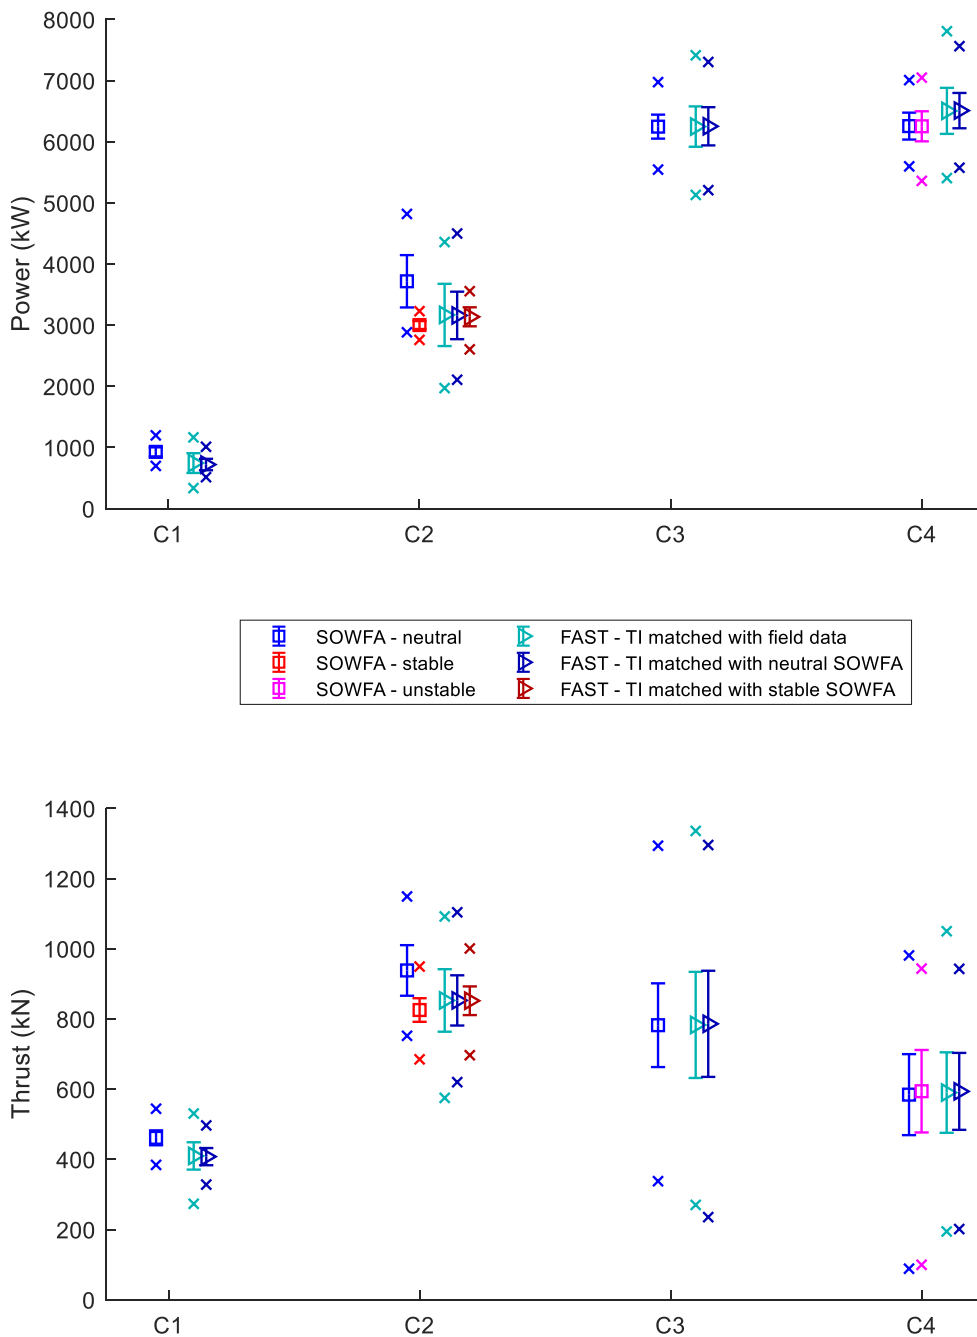 8000
7000
6000
5000
4000
3000
2000
1000
0
Power (kW)
C1 C2 C3 C4
SOWFA - neutral FAST - TI matched with field data
SOWFA - stable FAST - TI matched with neutral SOWFA
SOWFA - unstable FAST - TI matched with stable SOWFA
1400
1200
1000
800
600
400
200
0
Thrust (kN)
C1 C2 C3 C4